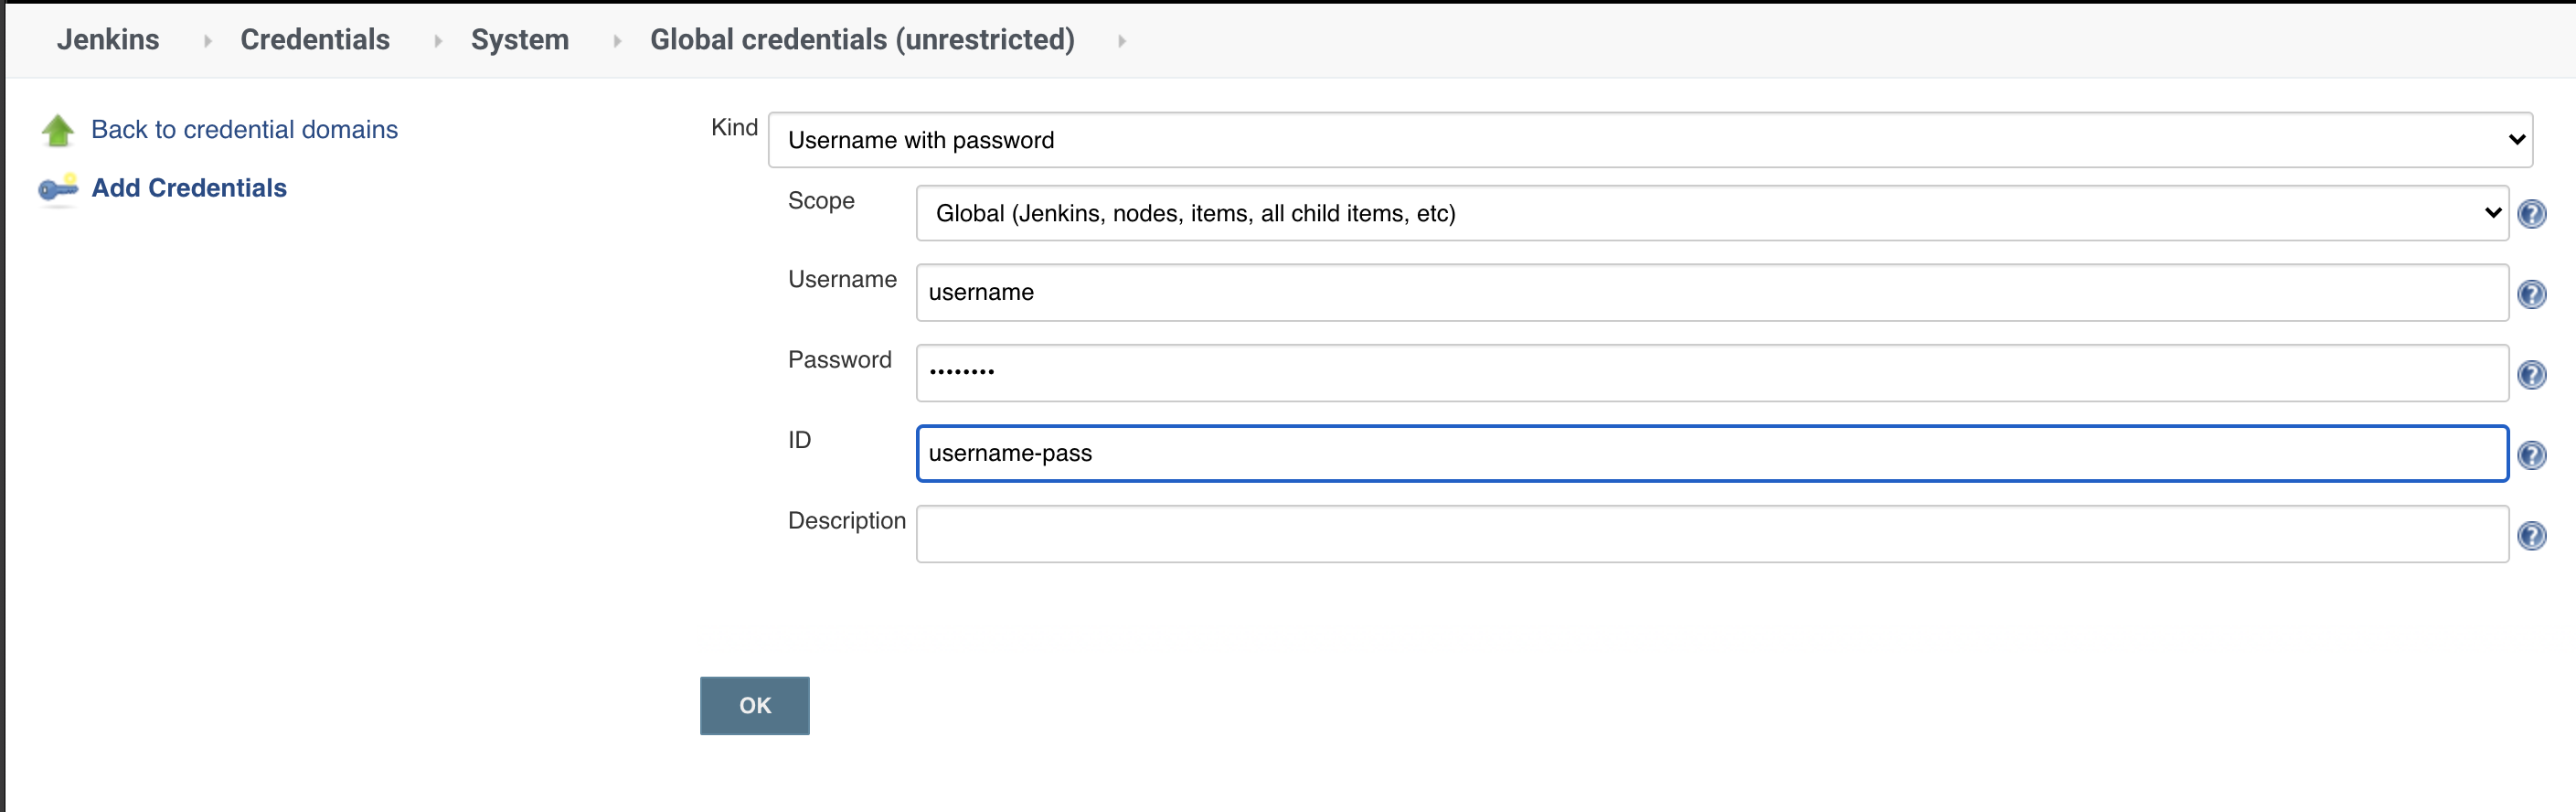 Jenkins Credentials System Global credentials (unrestricted)
Back to credential domains
Add Credentials
Kind Username with password
Scope Global (Jenkins, nodes, items, all child items, etc)
Username username
Password ••••••••
ID username-pass
Description
OK